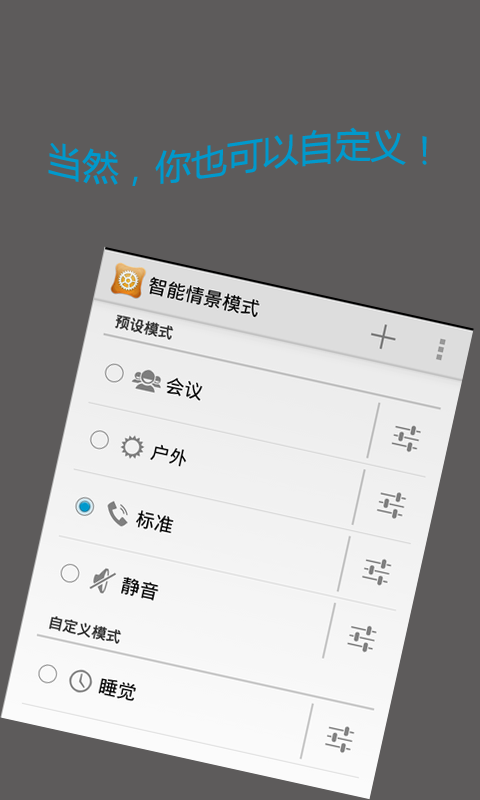 当然，你也可以自定义！
智能情景模式
预设模式
会议
户外
标准
静音
自定义模式
睡觉